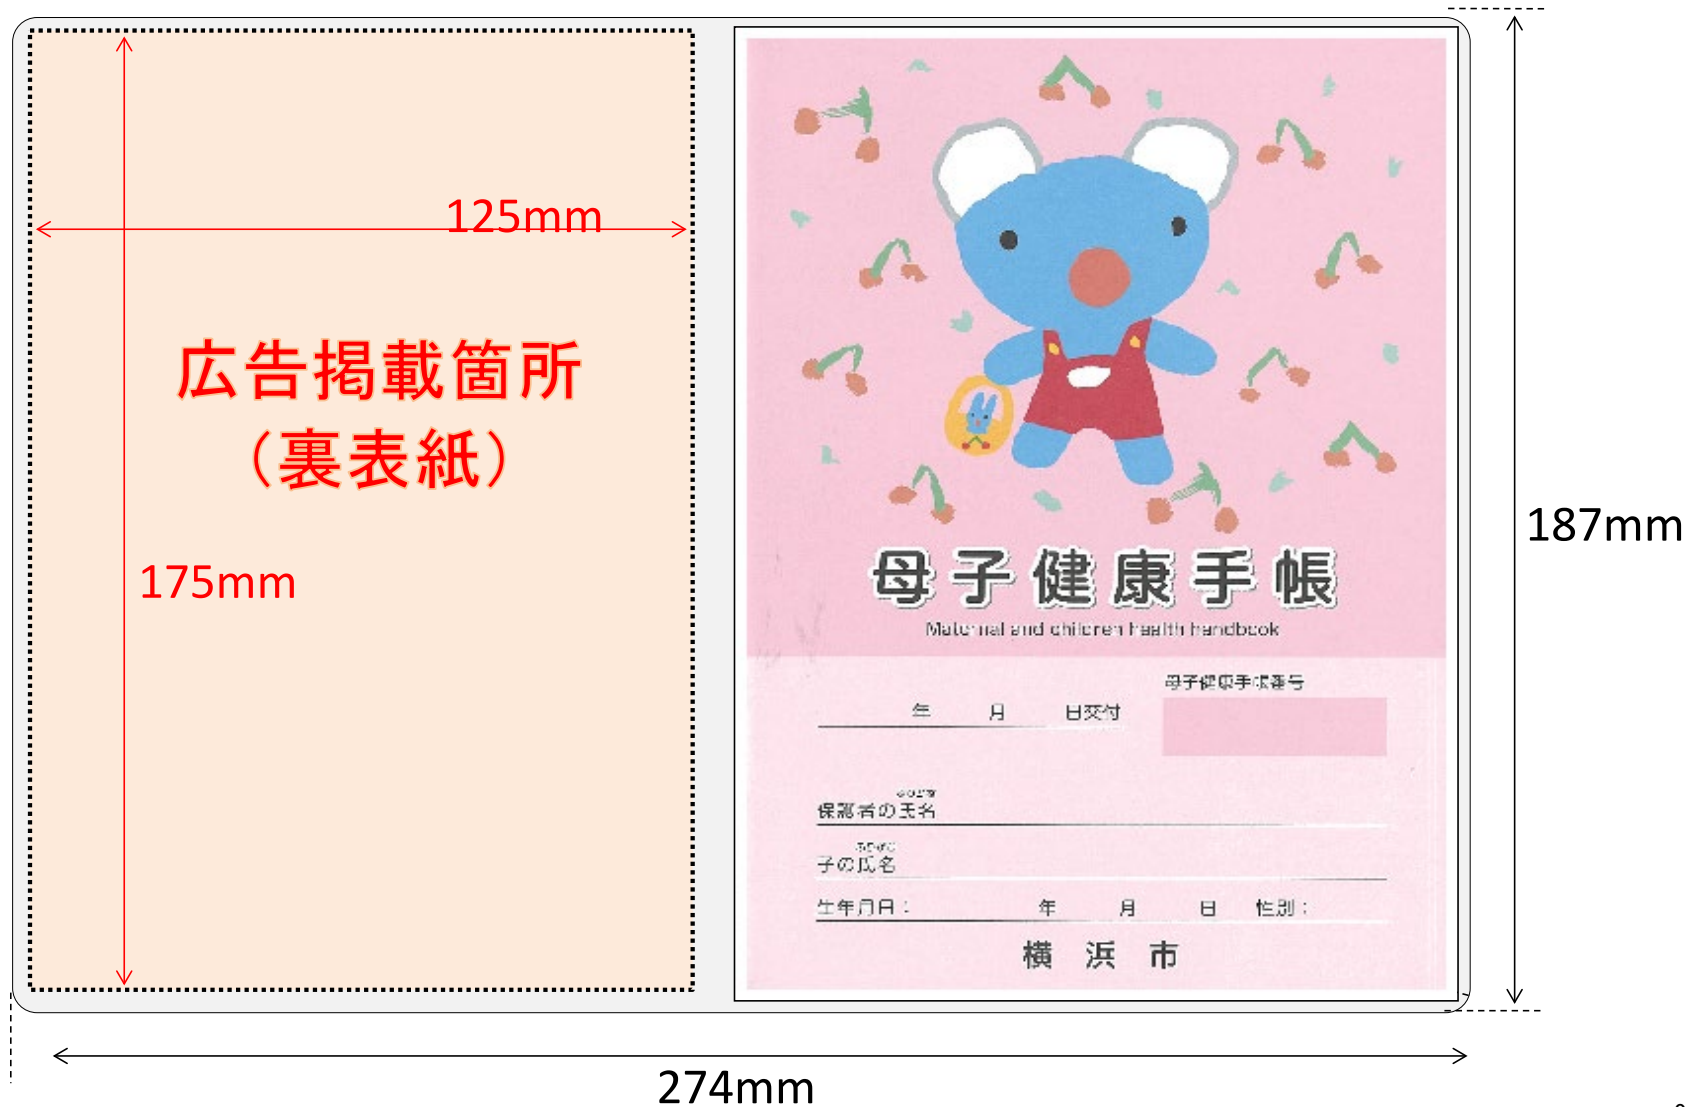 125mm
広告掲載箇所
（裏表紙）
175mm
母子健康手帳
Maternal and children health handbook
母子健康手帳番号
年 月 日交付
保護者の氏名
子の氏名
生年月日： 年 月 日 性別：
横浜市
187mm
274mm